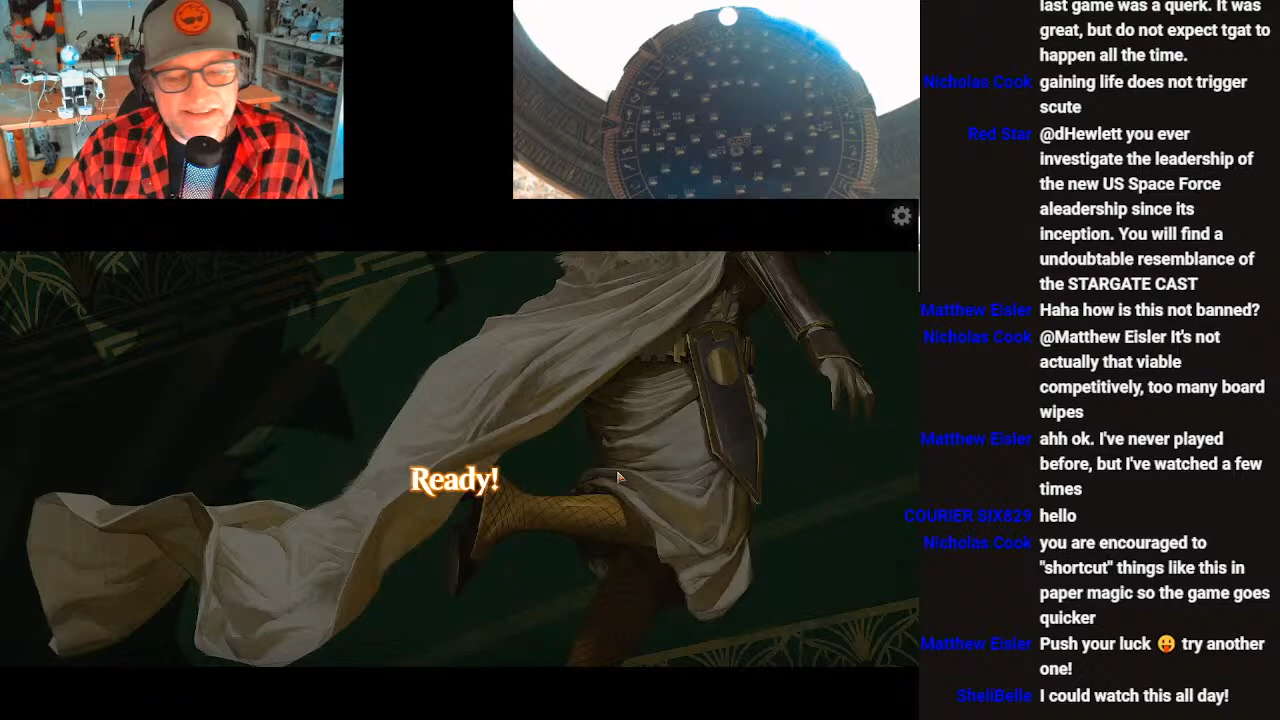 last game was a querk. It was
great, but do not expect tgat to
happen all the time.
Nicholas Cook gaining life does not trigger
scute
Red Star @dHewlett you ever
investigate the leadership of
the new US Space Force
aleadership since its
inception. You will find a
undoubtable resemblance of
the STARGATE CAST
Matthew Eisler Haha how is this not banned?
Nicholas Cook @Matthew Eisler It's not
actually that viable
competitively, too many board
wipes
Matthew Eisler ahh ok. I've never played
before, but I've watched a few
times
COURIER SIX829 hello
Nicholas Cook you are encouraged to
"shortcut" things like this in
paper magic so the game goes
quicker
Matthew Eisler Push your luck 😛 try another
one!
SheliBelle I could watch this all day!
Ready!